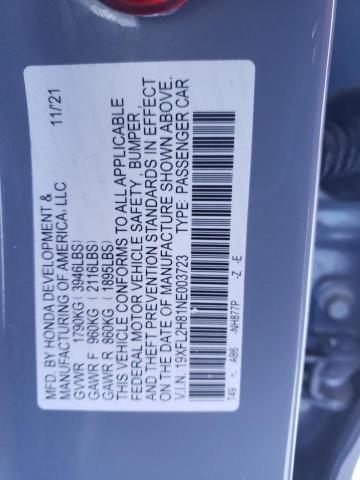 MFD. BY HONDA DEVELOPMENT &
MANUFACTURING OF AMERICA, LLC 11/21
GVWR 1790KG (3946LBS)
GAWR F 960KG (2116LBS)
GAWR R 860KG (1895LBS)
THIS VEHICLE CONFORMS TO ALL APPLICABLE
FEDERAL MOTOR VEHICLE SAFETY, BUMPER,
AND THEFT PREVENTION STANDARDS IN EFFECT
ON THE DATE OF MANUFACTURE SHOWN ABOVE.
V.I.N. 19XFL2H81NE003723 TYPE: PASSENGER CAR
T49 AB6 -NH877P -Z -E